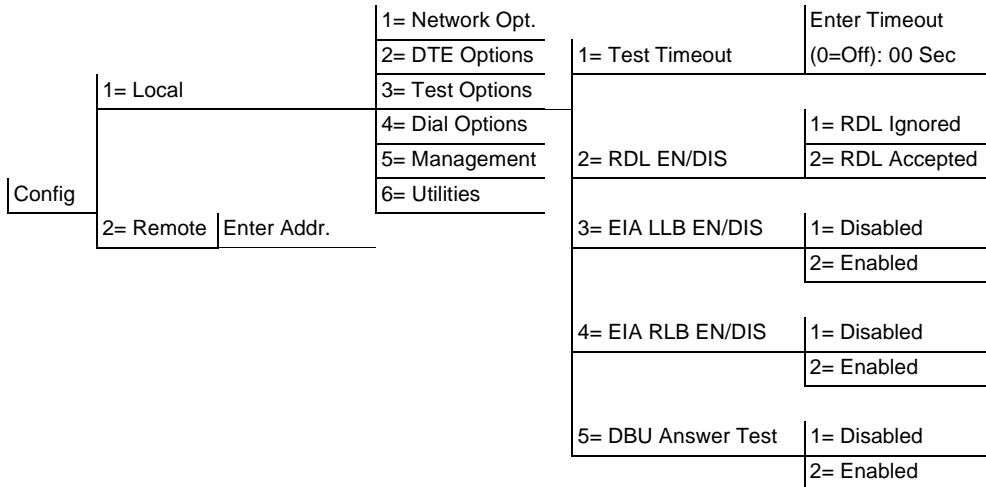 Config
1= Local
2= Remote
Enter Addr.
1= Network Opt.
2= DTE Options
3= Test Options
4= Dial Options
5= Management
6= Utilities
1= Test Timeout
Enter Timeout
(0=Off): 00 Sec
2= RDL EN/DIS
1= RDL Ignored
2= RDL Accepted
3= EIA LLB EN/DIS
1= Disabled
2= Enabled
4= EIA RLB EN/DIS
1= Disabled
2= Enabled
5= DBU Answer Test
1= Disabled
2= Enabled